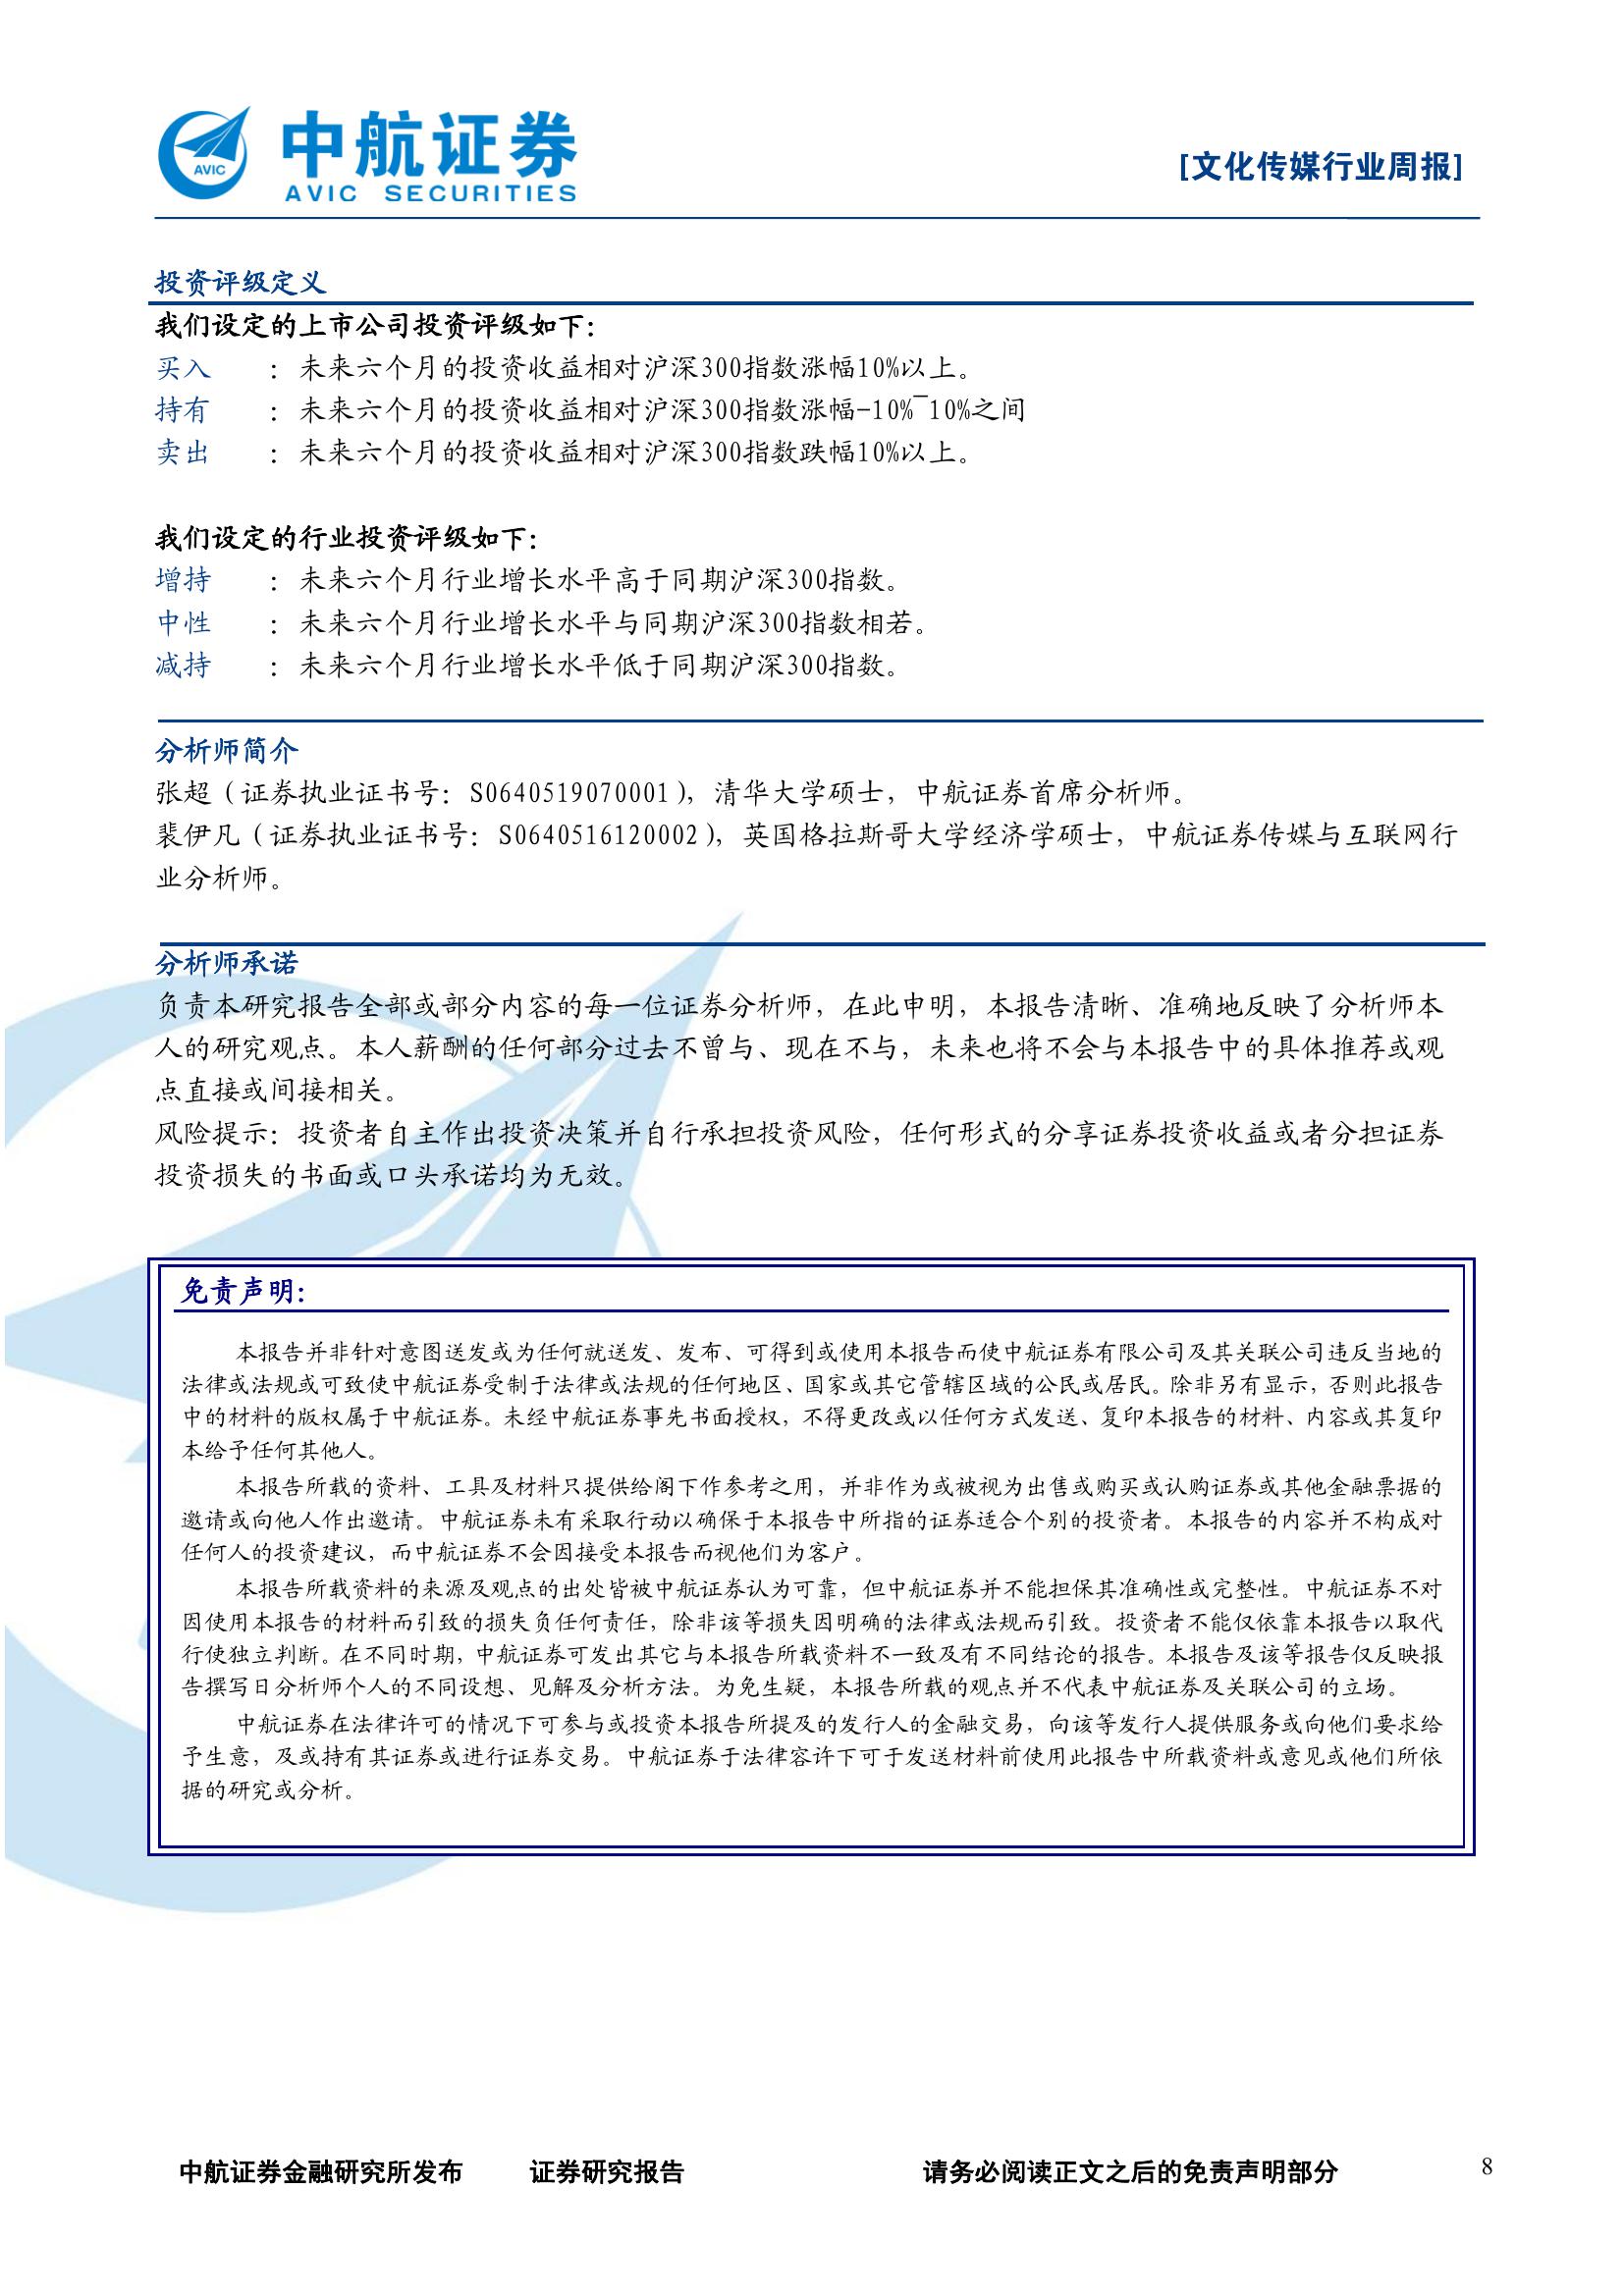 AVIC
中航证券
AVIC SECURITIES
[文化传媒行业周报]
投资评级定义
我们设定的上市公司投资评级如下：
买入 ：未来六个月的投资收益相对沪深300指数涨幅10%以上。
持有 ：未来六个月的投资收益相对沪深300指数涨幅-10%~10%之间
卖出 ：未来六个月的投资收益相对沪深300指数跌幅10%以上。
我们设定的行业投资评级如下：
增持 ：未来六个月行业增长水平高于同期沪深300指数。
中性 ：未来六个月行业增长水平与同期沪深300指数相若。
减持 ：未来六个月行业增长水平低于同期沪深300指数。
分析师简介
张超（证券执业证书号：S0640519070001），清华大学硕士，中航证券首席分析师。
裴伊凡（证券执业证书号：S0640516120002），英国格拉斯哥大学经济学硕士，中航证券传媒与互联网行
业分析师。
分析师承诺
负责本研究报告全部或部分内容的每一位证券分析师，在此申明，本报告清晰、准确地反映了分析师本
人的研究观点。本人薪酬的任何部分过去不曾与、现在不与，未来也将不会与本报告中的具体推荐或观
点直接或间接相关。
风险提示：投资者自主作出投资决策并自行承担投资风险，任何形式的分享证券投资收益或者分担证券
投资损失的书面或口头承诺均为无效。
免责声明：
本报告并非针对意图送发或为任何就送发、发布、可得到或使用本报告而使中航证券有限公司及其关联公司违反当地的
法律或法规或可致使中航证券受制于法律或法规的任何地区、国家或其它管辖区域的公民或居民。除非另有显示，否则此报告
中的材料的版权属于中航证券。未经中航证券事先书面授权，不得更改或以任何方式发送、复印本报告的材料、内容或其复印
本给予任何其他人。
本报告所载的资料、工具及材料只提供给阁下作参考之用，并非作为或被视为出售或购买或认购证券或其他金融票据的
邀请或向他人作出邀请。中航证券未有采取行动以确保于本报告中所指的证券适合个别的投资者。本报告的内容并不构成对
任何人的投资建议，而中航证券不会因接受本报告而视他们为客户。
本报告所载资料的来源及观点的出处皆被中航证券认为可靠，但中航证券并不能担保其准确性或完整性。中航证券不对
因使用本报告的材料而引致的损失负任何责任，除非该等损失因明确的法律或法规而引致。投资者不能仅依靠本报告以取代
行使独立判断。在不同时期，中航证券可发出其它与本报告所载资料不一致及有不同结论的报告。本报告及该等报告仅反映报
告撰写日分析师个人的不同设想、见解及分析方法。为免生疑，本报告所载的观点并不代表中航证券及关联公司的立场。
中航证券在法律许可的情况下可参与或投资本报告所提及的发行人的金融交易，向该等发行人提供服务或向他们要求给
予生意，及或持有其证券或进行证券交易。中航证券于法律容许下可于发送材料前使用此报告中所载资料或意见或他们所依
据的研究或分析。
中航证券金融研究所发布 证券研究报告 请务必阅读正文之后的免责声明部分 8